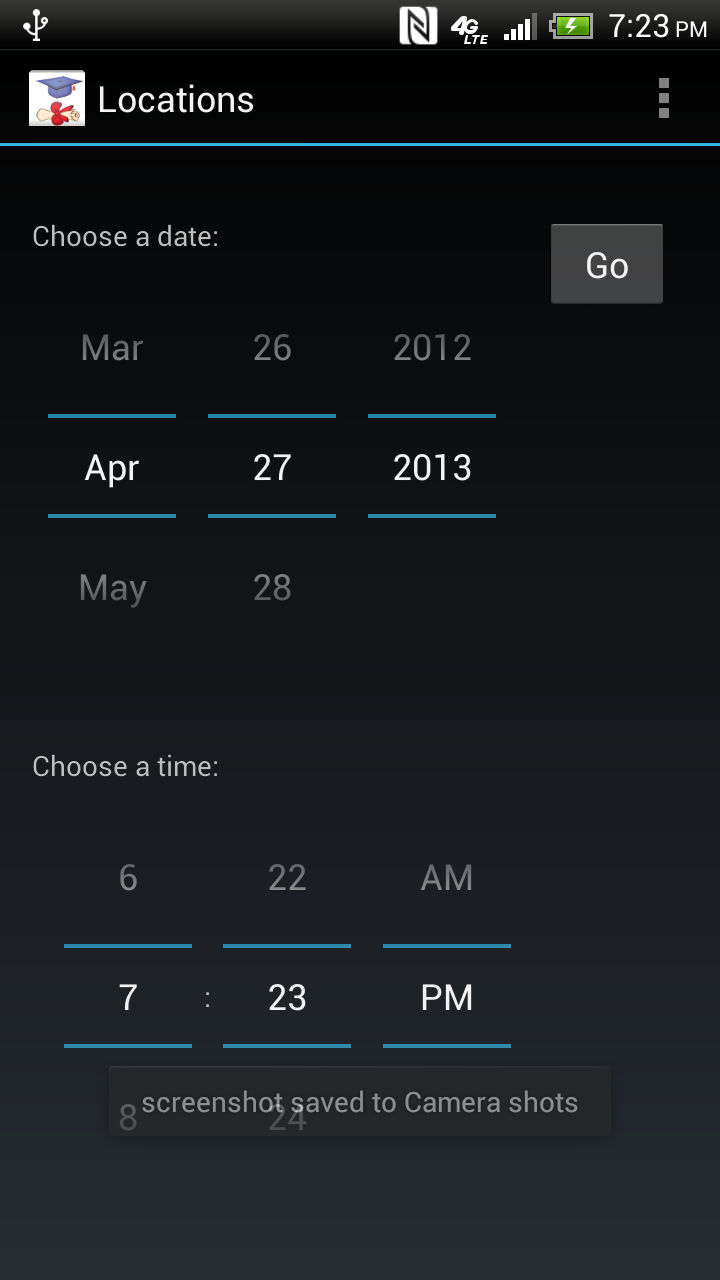 4G LTE 7:23 PM
Locations
Choose a date:
Go
Mar 26 2012
Apr 27 2013
May 28
Choose a time:
6 22 AM
7 : 23 PM
screenshot saved to Camera shots
8 24